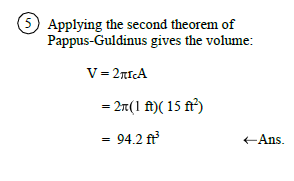 5 Applying the second theorem of
Pappus-Guldinus gives the volume:
V = 2πr꜀A
= 2π(1 ft)( 15 ft²)
= 94.2 ft³ ←Ans.